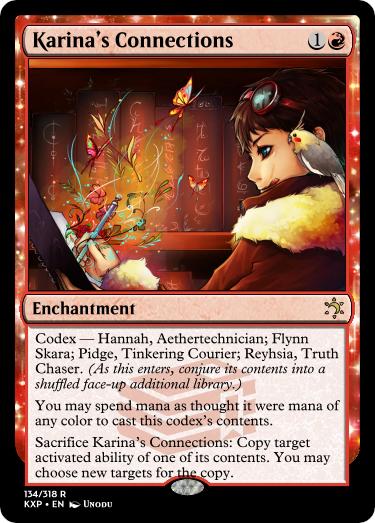 Karina's Connections 1
Enchantment
Codex — Hannah, Aethertechnician; Flynn
Skara; Pidge, Tinkering Courier; Reyhsia, Truth
Chaser. (As this enters, conjure its contents into a
shuffled face-up additional library.)
You may spend mana as thought it were mana of
any color to cast this codex's contents.
Sacrifice Karina's Connections: Copy target
activated ability of one of its contents. You may
choose new targets for the copy.
134/318 R
KXP • EN Unodu